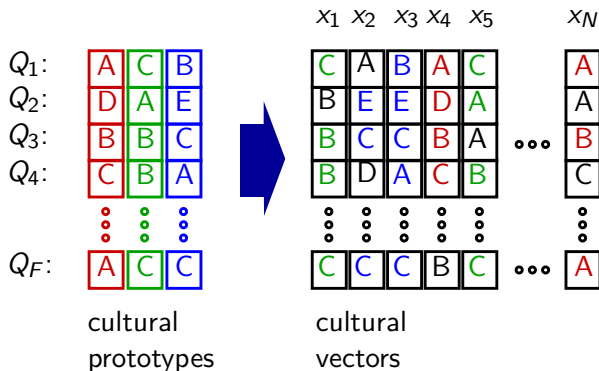 x1 x2 x3 x4 x5 xN
Q1: A C B C A B A C A
Q2: D A E B E E D A A
Q3: B B C B C C B A B
Q4: C B A B D A C B C
QF: A C C C C C B C A
cultural cultural
prototypes vectors